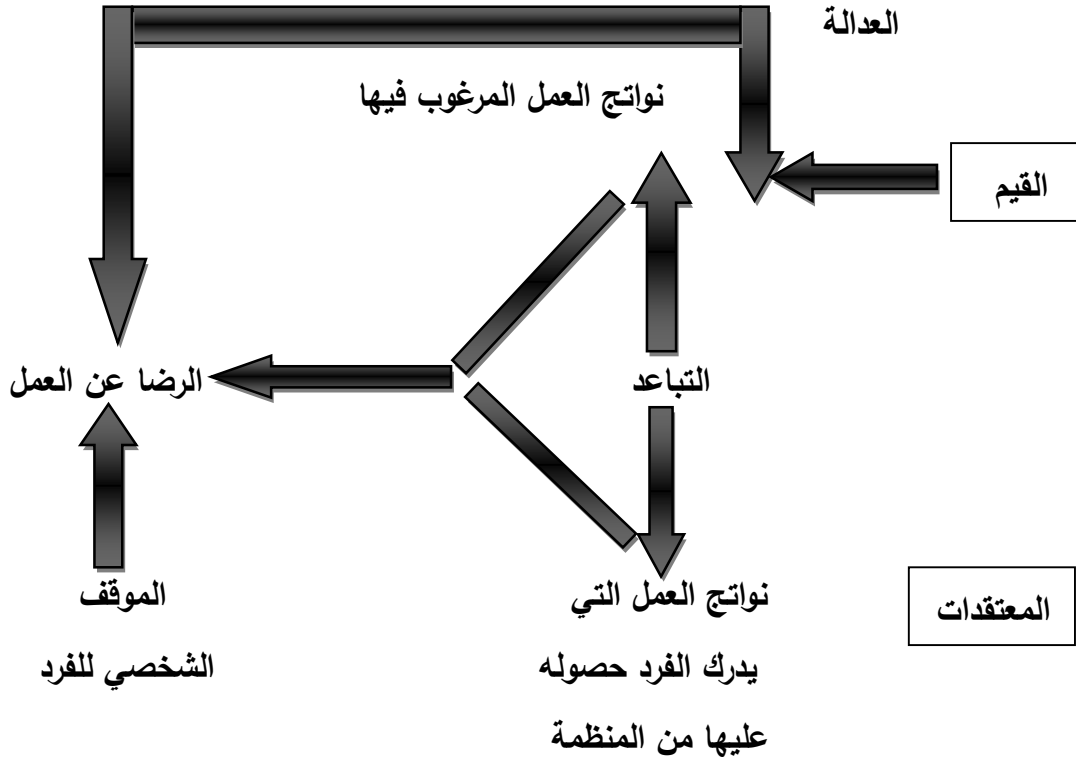 العدالة
نواتج العمل المرغوب فيها
القيم
الرضا عن العمل
التباعد
الموقف
الشخصي للفرد
نواتج العمل التي
يدرك الفرد حصوله
عليها من المنظمة
المعتقدات